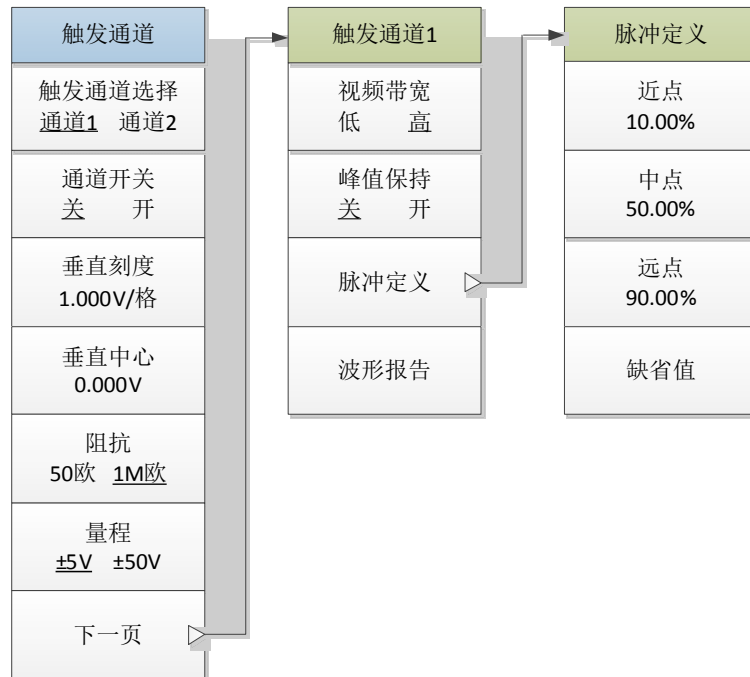 触发通道
触发通道选择
通道1 通道2
通道开关
关 开
垂直刻度
1.000V/格
垂直中心
0.000V
阻抗
50欧 1M欧
量程
±5V ±50V
下一页
触发通道1
视频带宽
低 高
峰值保持
关 开
脉冲定义
波形报告
脉冲定义
近点
10.00%
中点
50.00%
远点
90.00%
缺省值